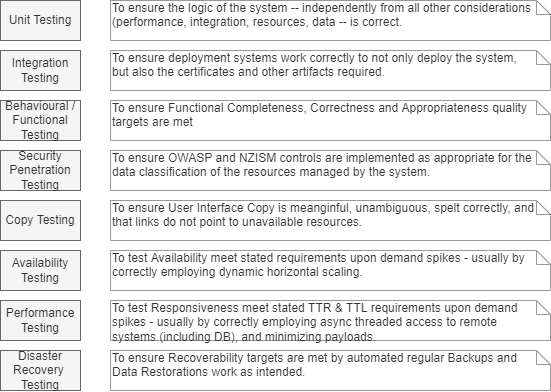 Unit Testing
To ensure the logic of the system -- independently from all other considerations
(performance, integration, resources, data -- is correct.
Integration
Testing
To ensure deployment systems work correctly to not only deploy the system,
but also the certificates and other artifacts required.
Behavioural /
Functional
Testing
To ensure Functional Completeness, Correctness and Appropriateness quality
targets are met
Security
Penetration
Testing
To ensure OWASP and NZISM controls are implemented as appropriate for the
data classification of the resources managed by the system.
Copy Testing
To ensure User Interface Copy is meanginful, unambiguous, spelt correctly, and
that links do not point to unavailable resources.
Availability
Testing
To test Availability meet stated requirements upon demand spikes - usually by
correctly employing dynamic horizontal scaling.
Performance
Testing
To test Responsiveness meet stated TTR & TTL requirements upon demand
spikes - usually by correctly employing async threaded access to remote
systems (including DB), and minimizing payloads.
Disaster
Recovery
Testing
To ensure Recoverability targets are met by automated regular Backups and
Data Restorations work as intended.